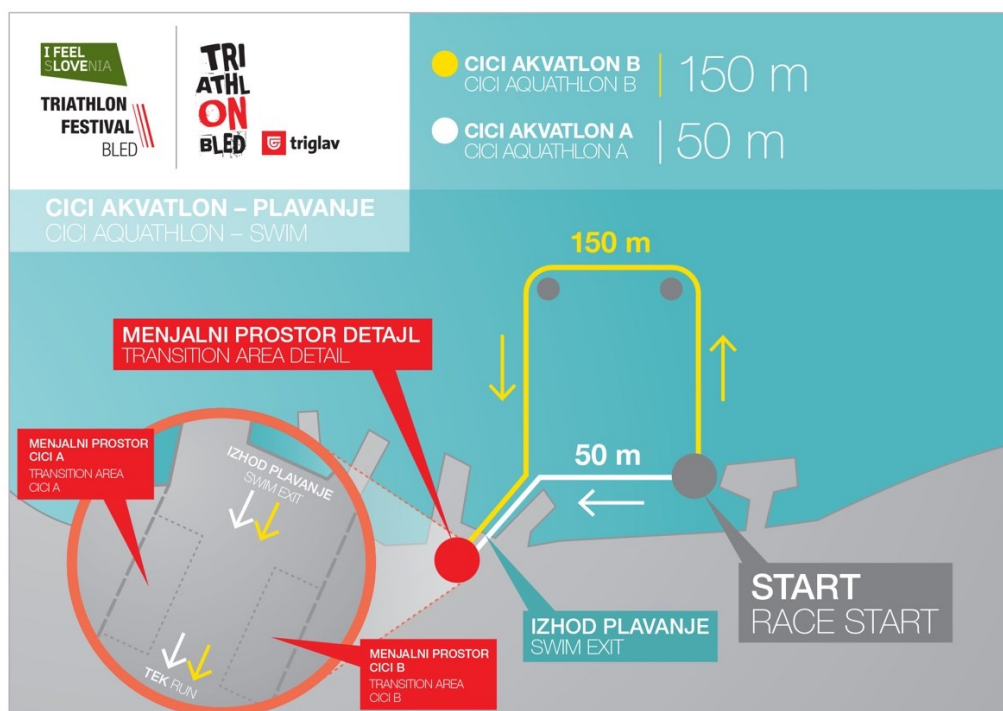 I FEEL
SLOVENIA
TRIATHLON
FESTIVAL
BLED
TRI
ATHL
ON
BLED
triglav
CICI AKVATLON B
CICI AQUATHLON B
150 m
CICI AKVATLON A
CICI AQUATHLON A
50 m
CICI AKVATLON – PLAVANJE
CICI AQUATHLON – SWIM
150 m
MENJALNI PROSTOR DETAJL
TRANSITION AREA DETAIL
50 m
MENJALNI PROSTOR
CICI A
TRANSITION AREA
CICI A
IZHOD PLAVANJE
SWIM EXIT
START
RACE START
IZHOD PLAVANJE
SWIM EXIT
MENJALNI PROSTOR
CICI B
TRANSITION AREA
CICI B
TEK RUN